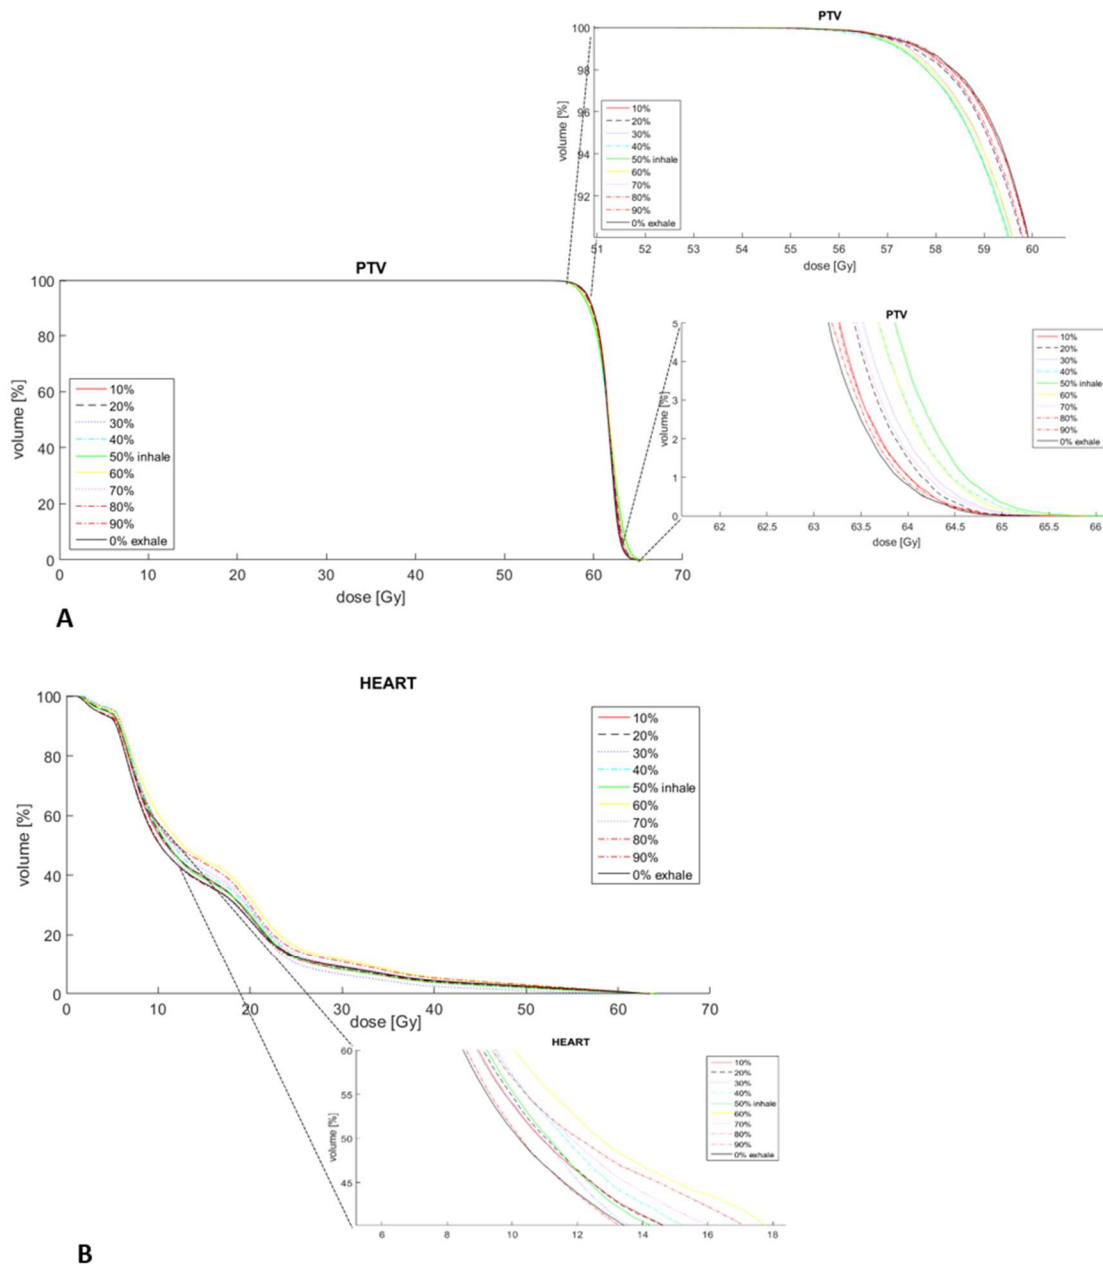 PTV
100
98
96
94
92
volume [%]
10%
20%
30%
40%
50% inhale
60%
70%
80%
90%
0% exhale
51 52 53 54 55 56 57 58 59 60
dose [Gy]
PTV
100
80
60
40
20
0
volume [%]
10%
20%
30%
40%
50% inhale
60%
70%
80%
90%
0% exhale
0 10 20 30 40 50 60 70
dose [Gy]
PTV
5
4
3
2
1
0
volume [%]
10%
20%
30%
40%
50% inhale
60%
70%
80%
90%
0% exhale
62 62.5 63 63.5 64 64.5 65 65.5 66
dose [Gy]
A
HEART
100
80
60
40
20
0
volume [%]
10%
20%
30%
40%
50% inhale
60%
70%
80%
90%
0% exhale
0 10 20 30 40 50 60 70
dose [Gy]
HEART
60
55
50
45
volume [%]
10%
20%
30%
40%
50% inhale
60%
70%
80%
90%
0% exhale
6 8 10 12 14 16 18
B